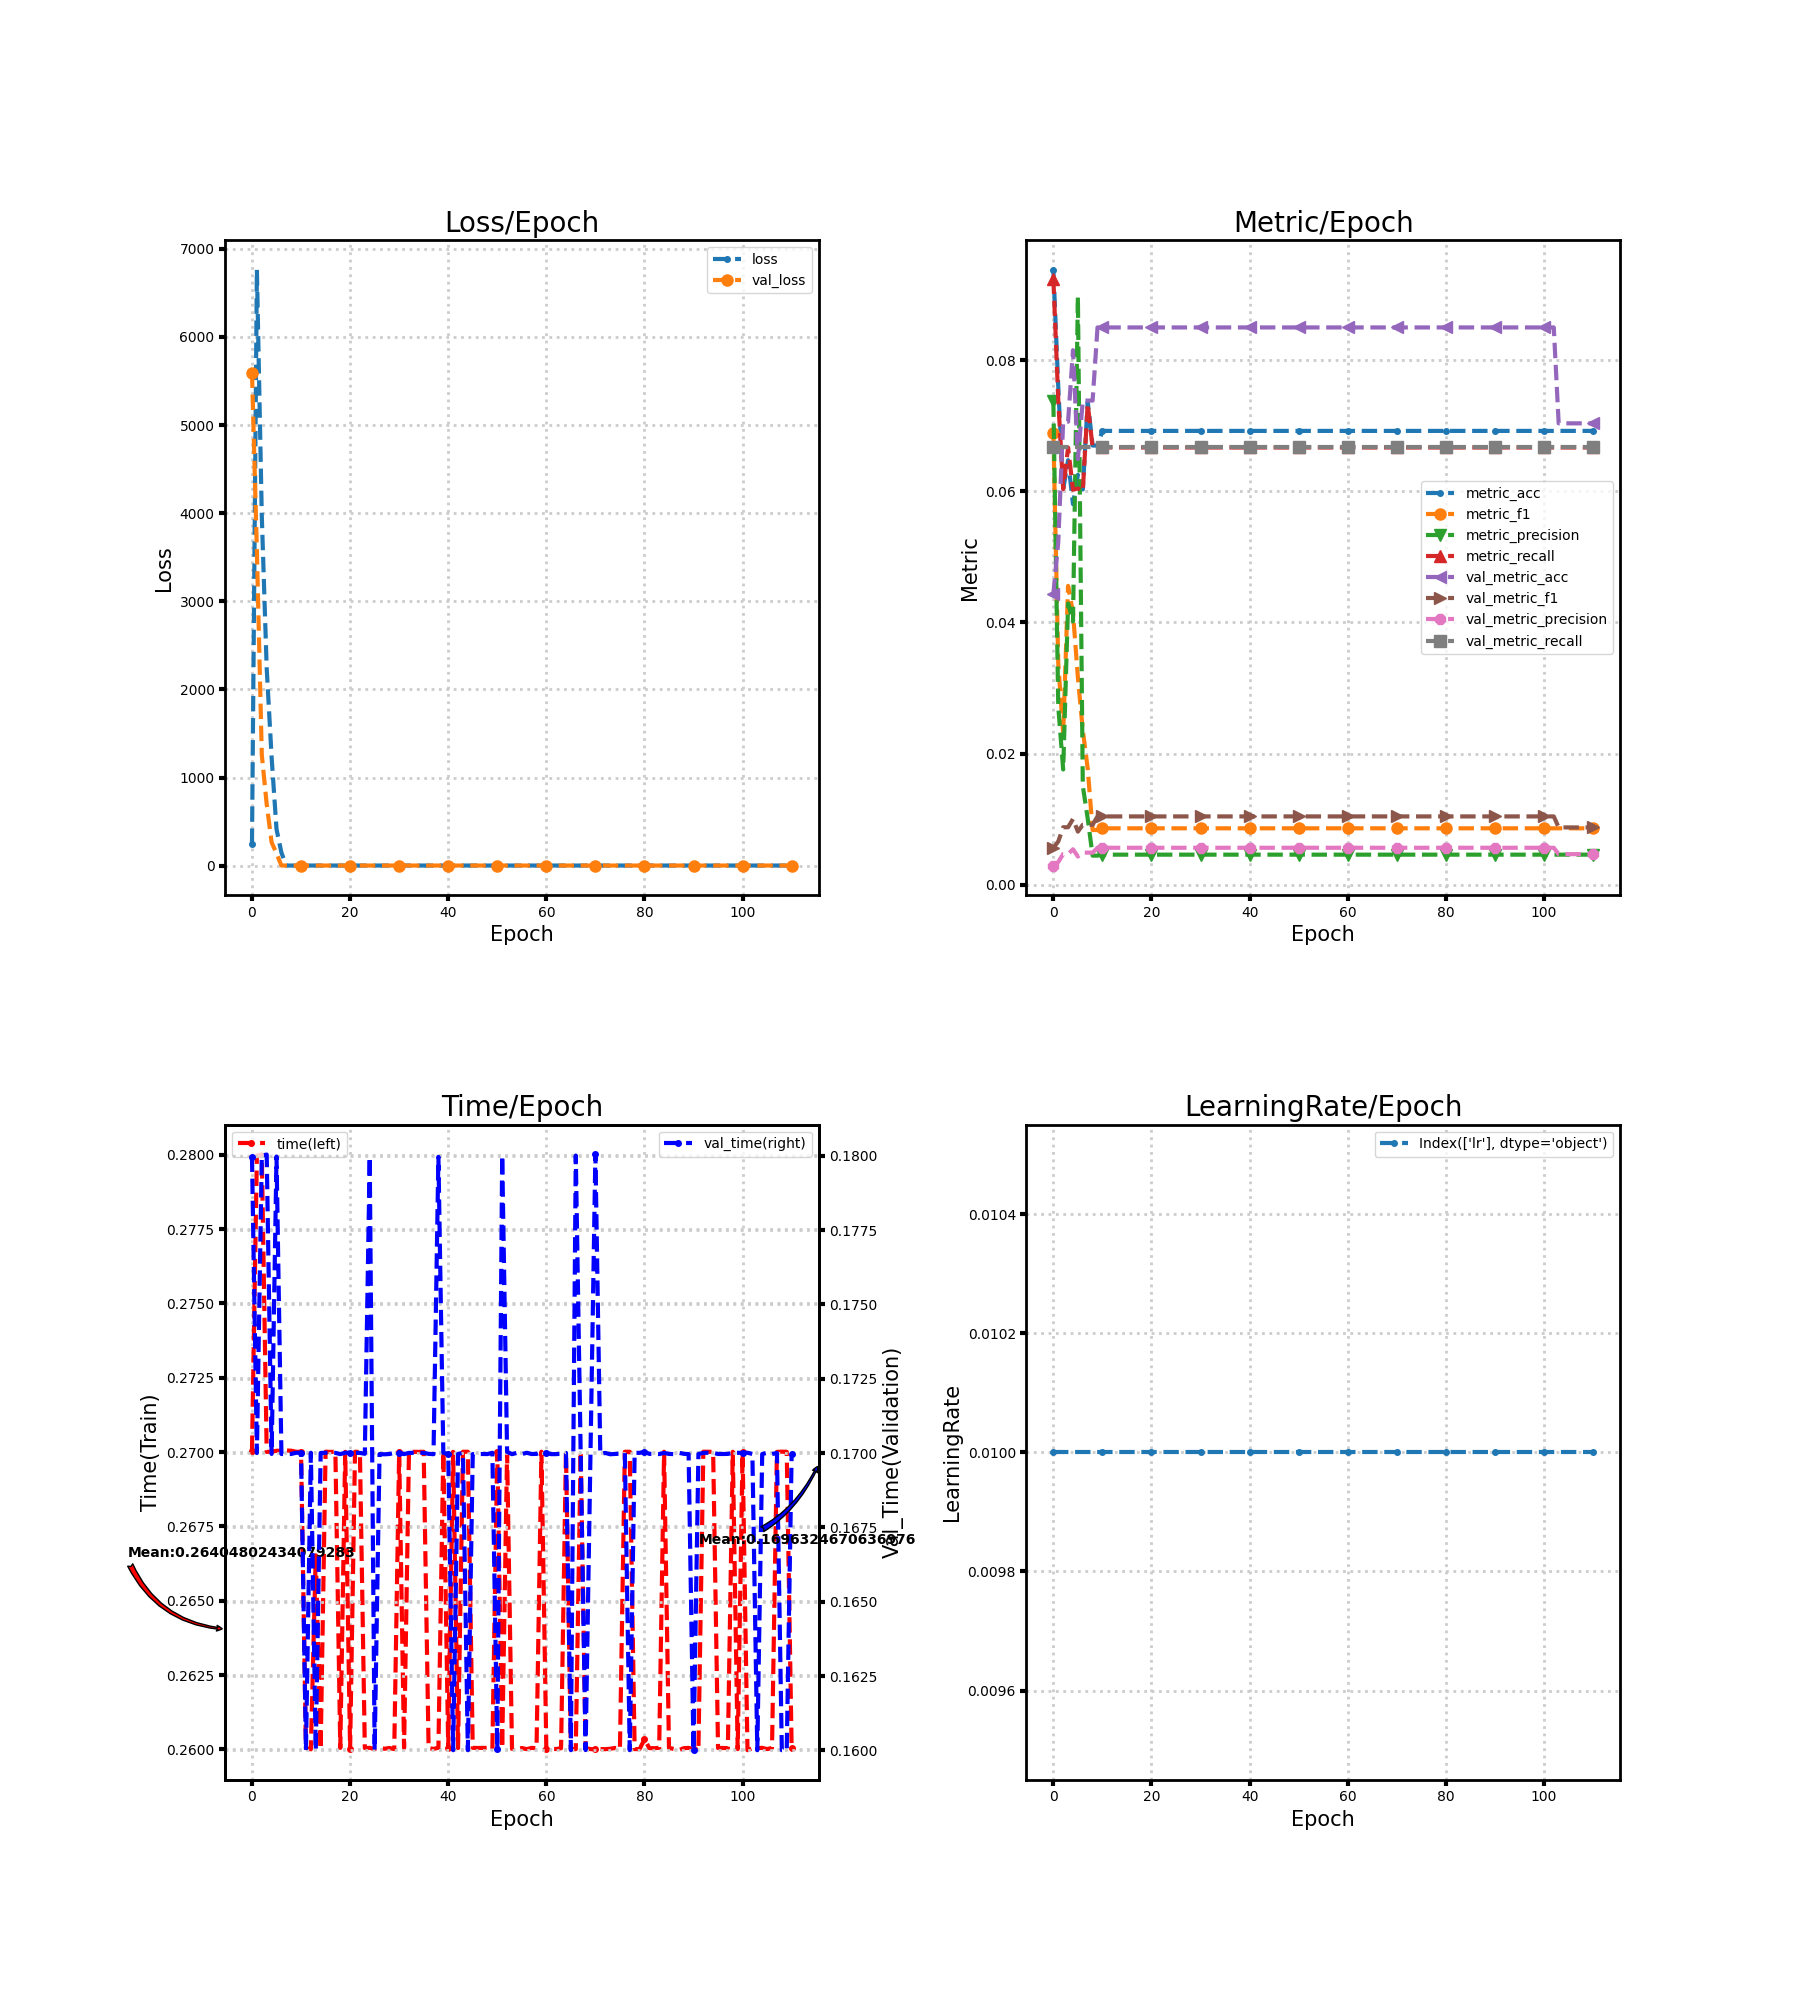 Loss/Epoch
7000
6000
5000
4000
3000
2000
1000
0
Loss
0 20 40 60 80 100
Epoch
loss
val_loss
Metric/Epoch
0.08
0.06
0.04
0.02
0.00
Metric
0 20 40 60 80 100
Epoch
metric_acc
metric_f1
metric_precision
metric_recall
val_metric_acc
val_metric_f1
val_metric_precision
val_metric_recall
Time/Epoch
time(left)
val_time(right)
0.2800
0.2775
0.2750
0.2725
0.2700
0.2675
0.2650
0.2625
0.2600
Time(Train)
Mean:0.26404802434079283
0.1800
0.1775
0.1750
0.1725
0.1700
0.1675
0.1650
0.1625
0.1600
Val_Time(Validation)
Mean:0.1696324670636976
0 20 40 60 80 100
Epoch
LearningRate/Epoch
Index(['lr'], dtype='object')
0.0104
0.0102
0.0100
0.0098
0.0096
LearningRate
0 20 40 60 80 100
Epoch